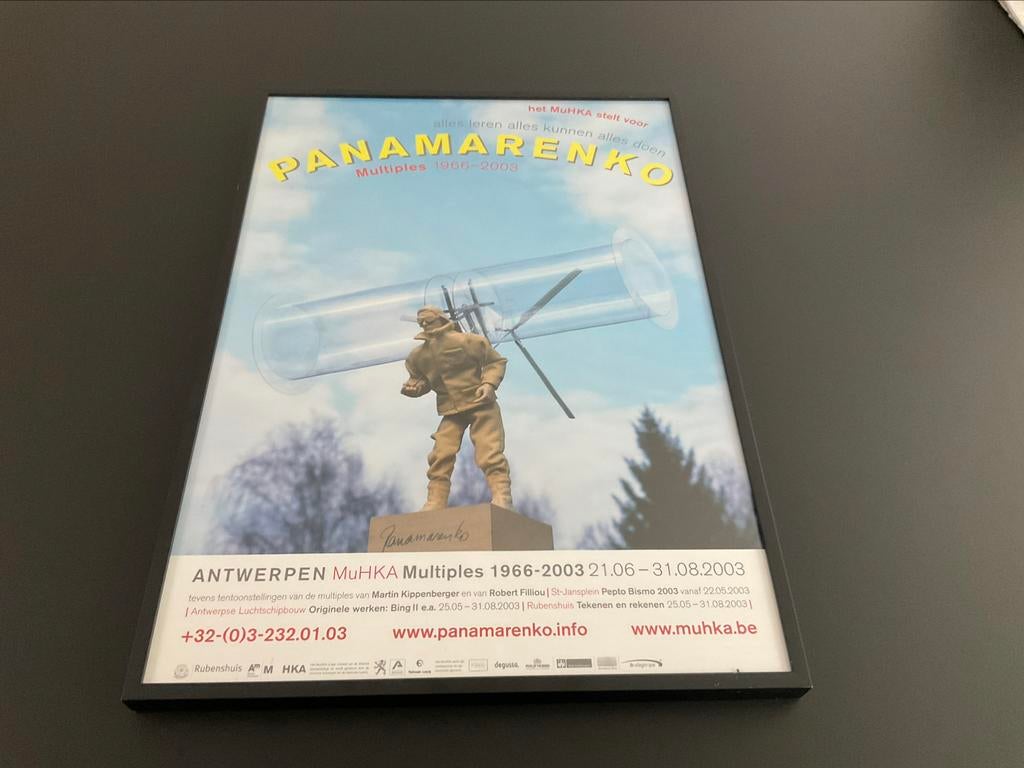 het MuHKA stelt voor
alles leren alles kunnen alles doen
PANAMARENKO
Multiples 1966–2003
Panamarenko
ANTWERPEN MuHKA Multiples 1966-2003 21.06 – 31.08.2003
tevens tentoonstellingen van de multiples van Martin Kippenberger en van Robert Filliou | St-Jansplein Pepto Bismo 2003 vanaf 22.05.2003
| Antwerpse Luchtschipbouw Originele werken: Bing II e.a. 25.05 – 31.08.2003 | Rubenshuis Tekenen en rekenen 25.05 – 31.08.2003 |
+32-(0)3-232.01.03 www.panamarenko.info www.muhka.be
Rubenshuis HKA degussa.